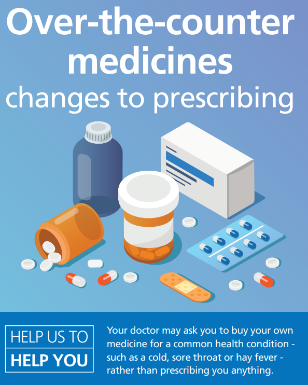 Over-the-counter
medicines
changes to prescribing
HELP US TO
HELP YOU
Your doctor may ask you to buy your own
medicine for a common health condition -
such as a cold, sore throat or hay fever -
rather than prescribing you anything.